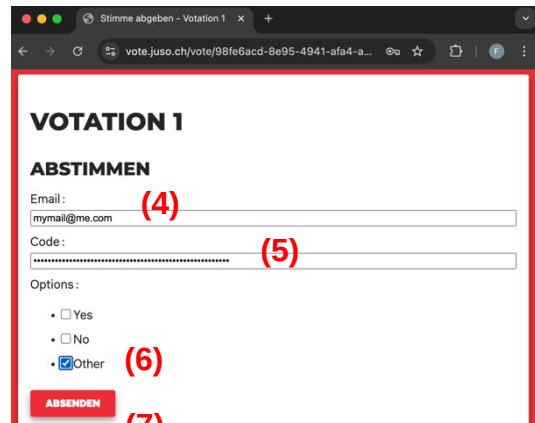 Stimme abgeben - Votation 1
vote.juso.ch/vote/98fe6acd-8e95-4941-afa4-a...
F
VOTATION 1
ABSTIMMEN
Email:
(4)
mymail@me.com
Code:
(5)
Options:
Yes
No
Other
(6)
ABSENDEN
(7)